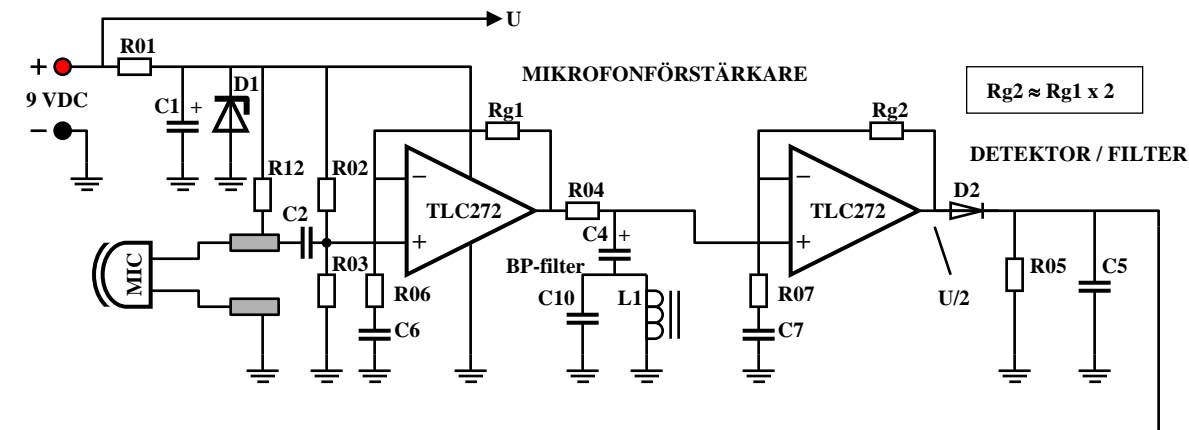 U
R01
+
9 VDC
−
C1 +
D1
MIKROFONFÖRSTÄRKARE
Rg1
Rg2
Rg2 ≈ Rg1 x 2
DETEKTOR / FILTER
R12
R02
−
TLC272
+
R04
−
TLC272
+
D2
C2
MIC
R03
R06
C6
C4 +
BP-filter
C10
L1
R07
C7
U/2
R05
C5